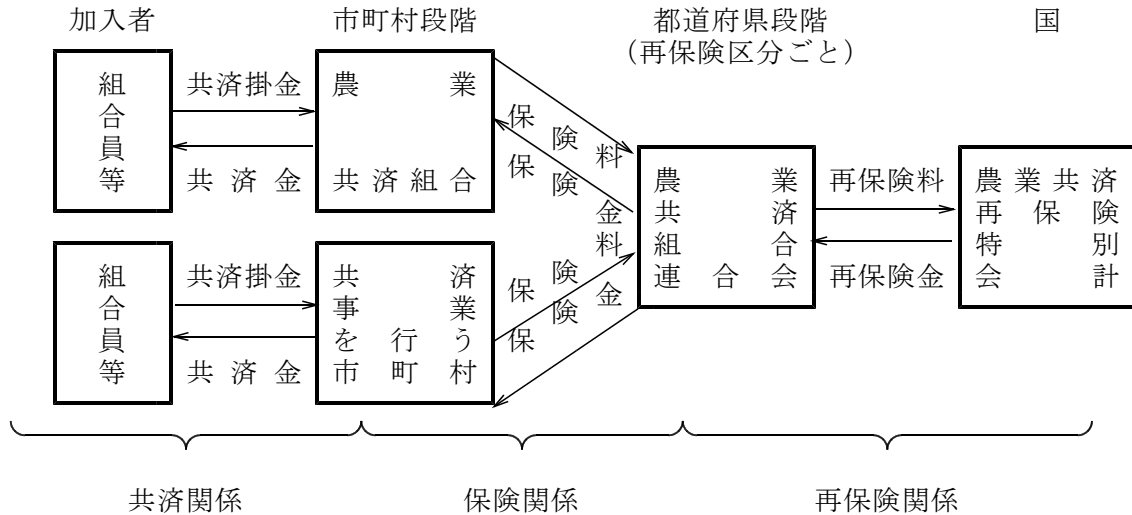 加入者 市町村段階 都道府県段階 国
(再保険区分ごと)
組合員等
共済掛金
共済金
農業
共済組合
保険料
保険金
組合員等
共済掛金
共済金
共済
事業
を行う
市町村
保険料
保険金
農業
共済
組合
連合会
再保険料
再保険金
農業共済
再保険
特別
会計
共済関係 保険関係 再保険関係